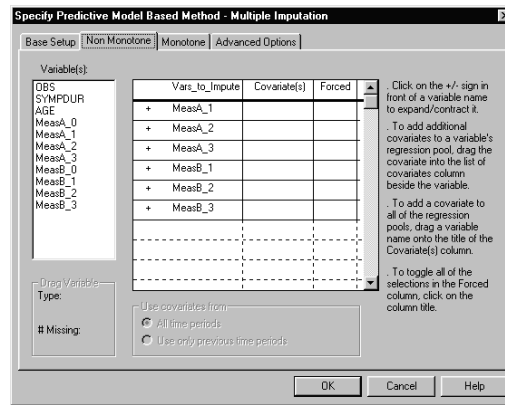 Specify Predictive Model Based Method - Multiple Imputation
Base Setup Non Monotone Monotone Advanced Options
Variable(s):
OBS
SYMPDUR
AGE
MeasA_0
MeasA_1
MeasA_2
MeasA_3
MeasB_0
MeasB_1
MeasB_2
MeasB_3
Drag Variable
Type:
# Missing:
Vars_to_Impute Covariate(s) Forced
+ MeasA_1
+ MeasA_2
+ MeasA_3
+ MeasB_1
+ MeasB_2
+ MeasB_3
Use covariates from
All time periods
Use only previous time periods
. Click on the +/- sign in
front of a variable name
to expand/contract it.
. To add additional
covariates to a variable's
regression pool, drag the
covariate into the list of
covariates column
beside the variable.
. To add a covariate to
all of the regression
pools, drag a variable
name onto the title of the
Covariate(s) column.
. To toggle all of the
selections in the Forced
column, click on the
column title.
OK Cancel Help